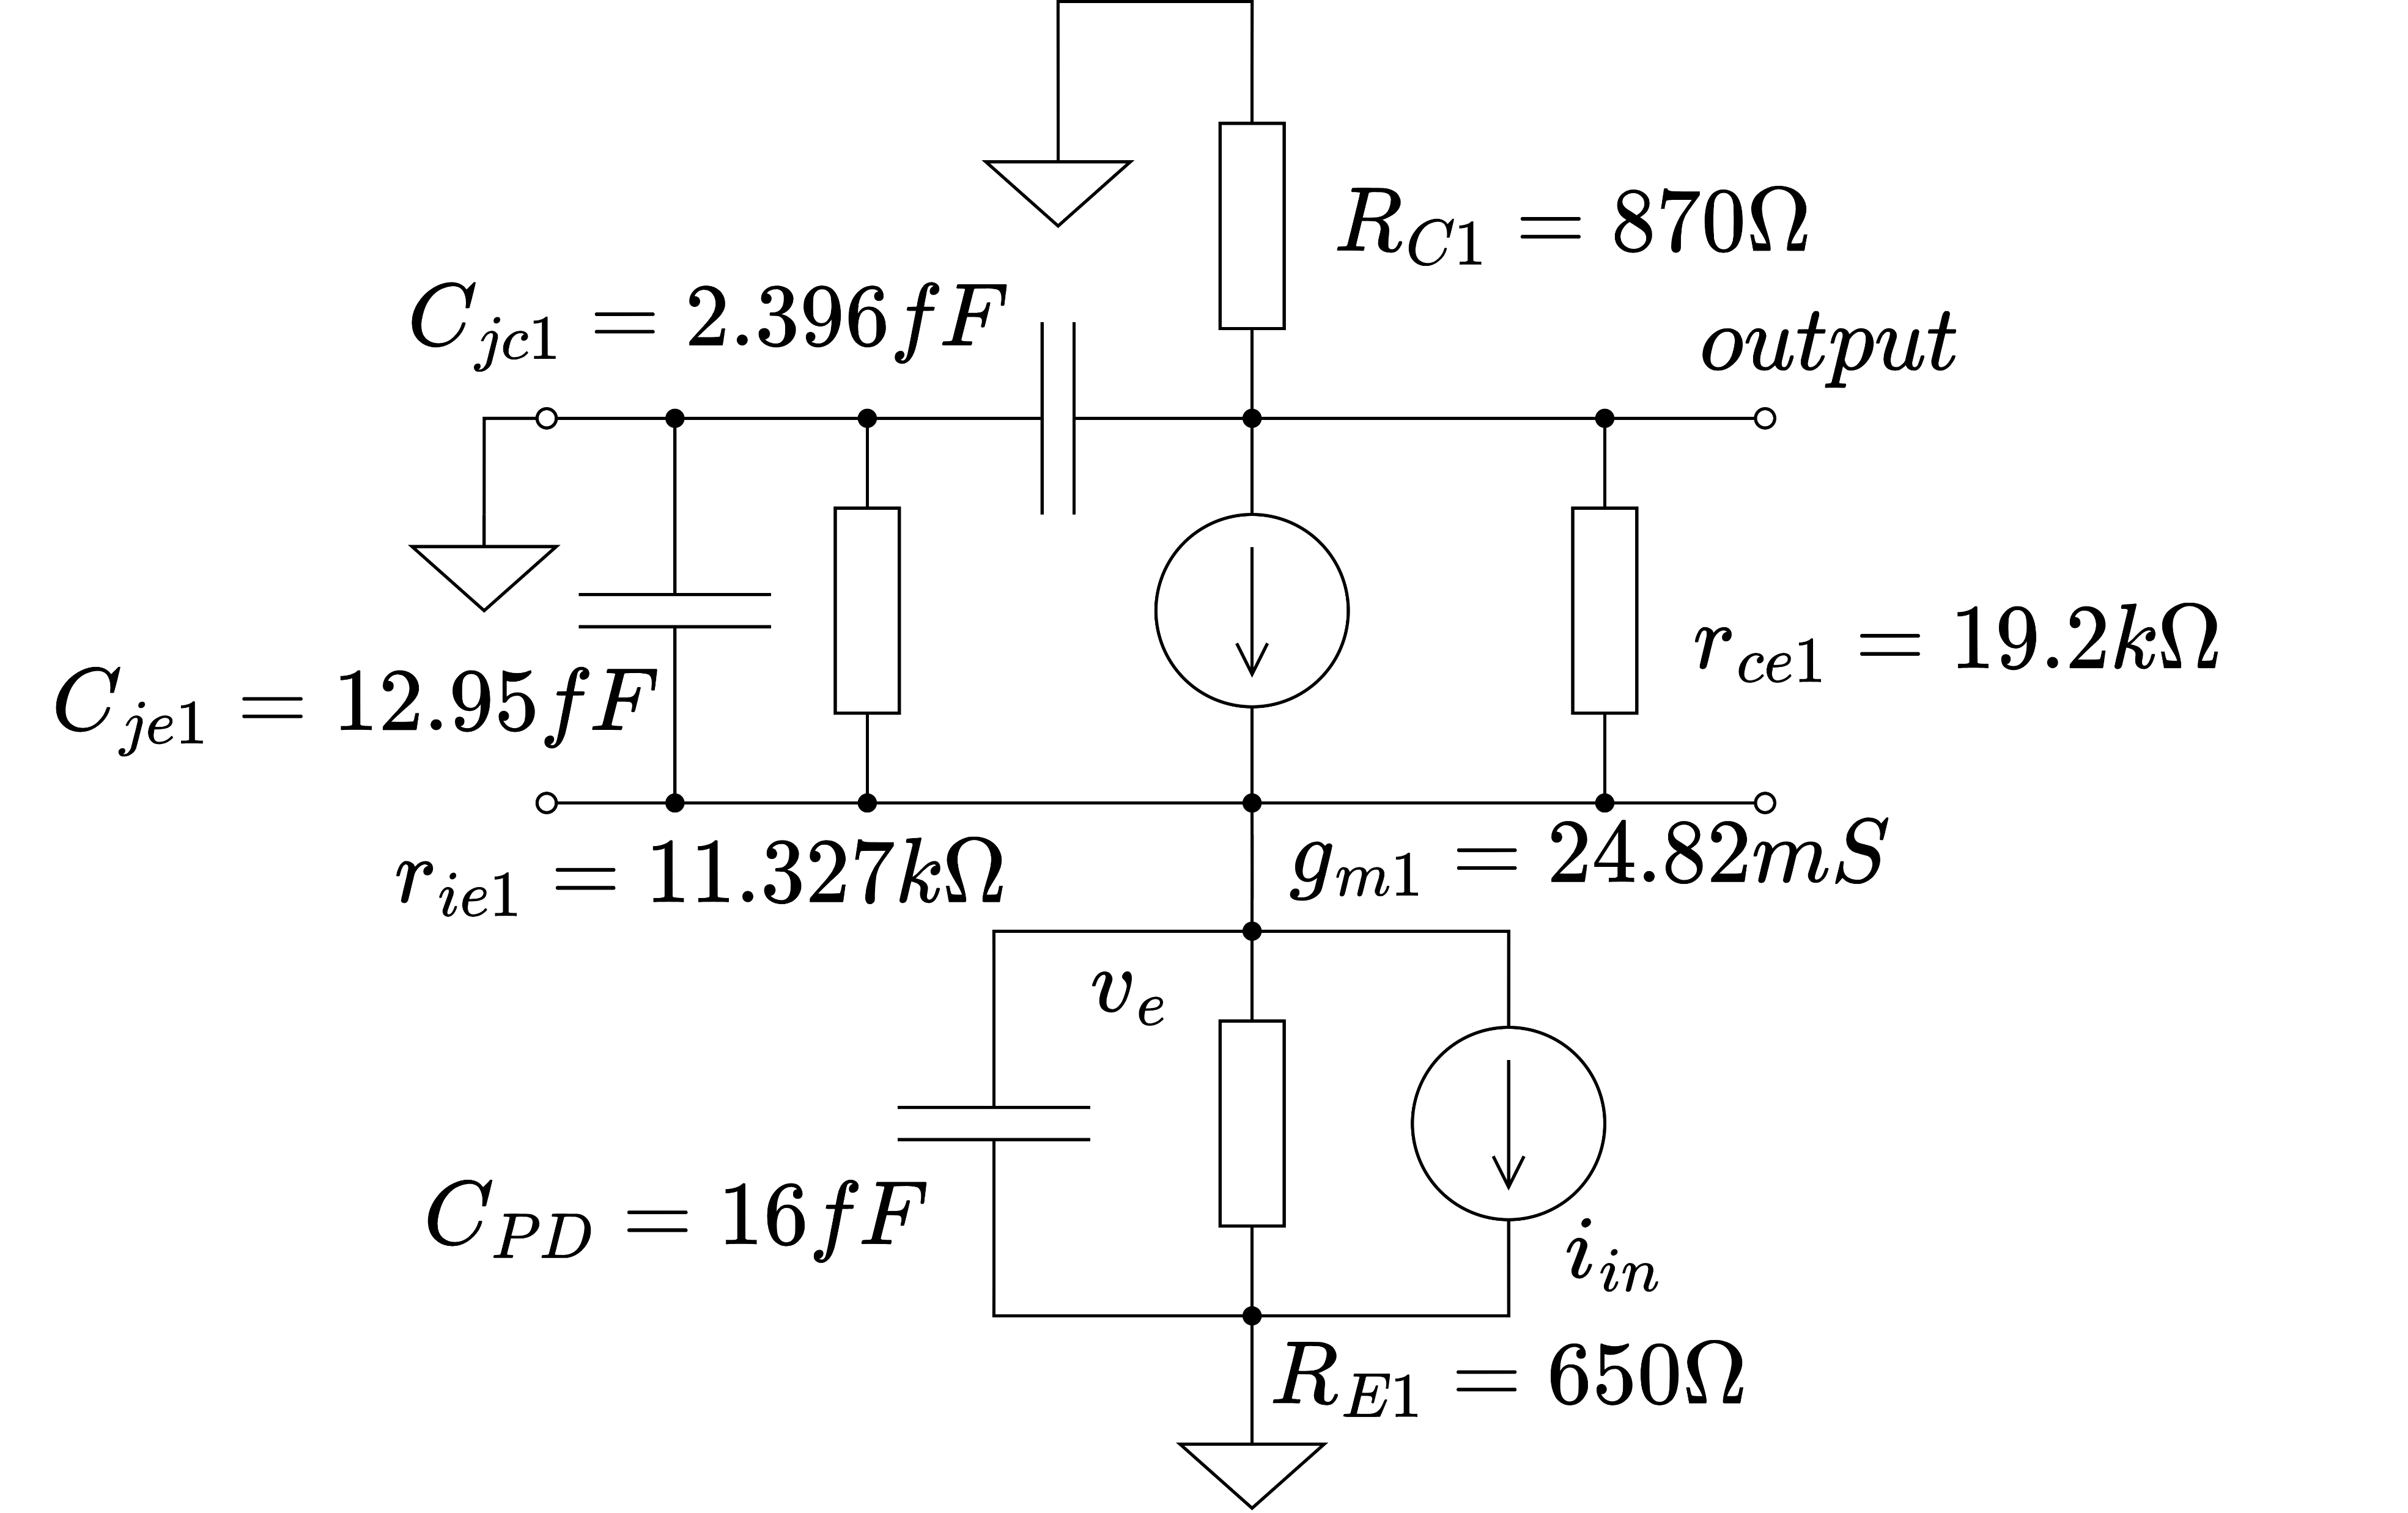 R_{C1} = 870Ω
C_{jc1} = 2.396fF
output
r_{ce1} = 19.2kΩ
C_{je1} = 12.95fF
g_{m1} = 24.82mS
r_{ie1} = 11.327kΩ
v_e
C_{PD} = 16fF
i_{in}
R_{E1} = 650Ω